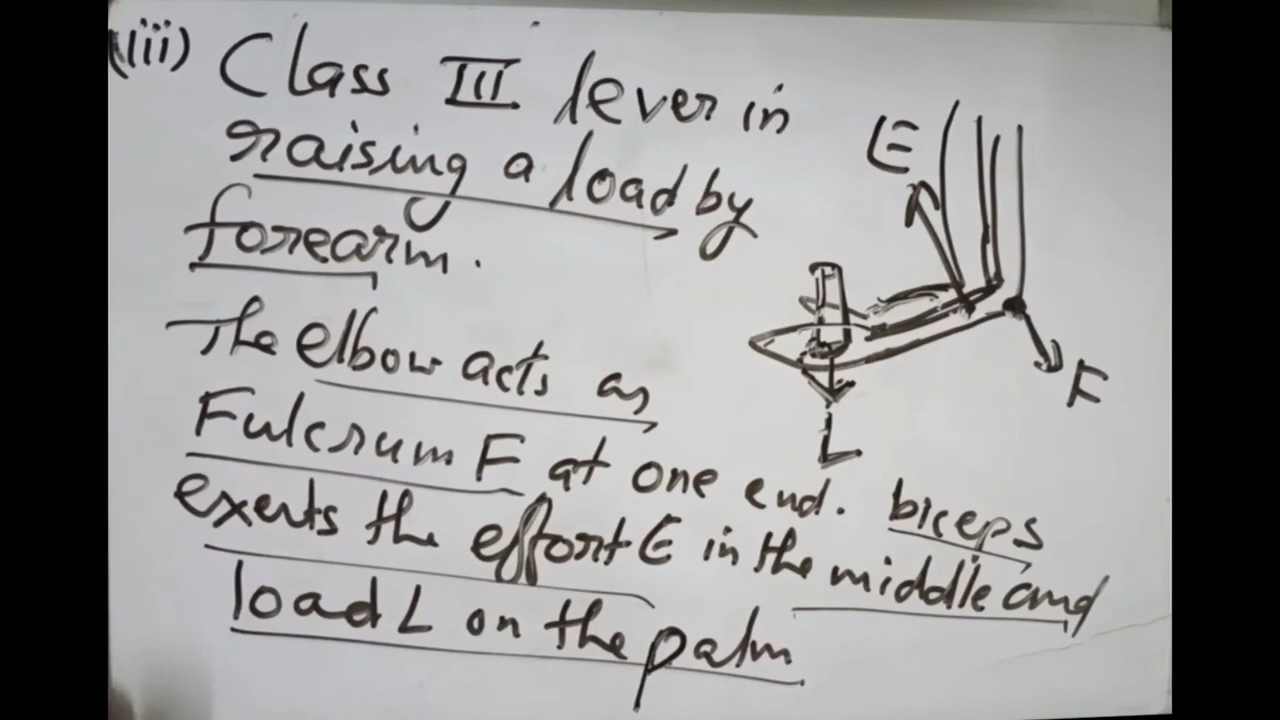 (iii) Class III lever in
raising a load by
forearm.
The elbow acts as
Fulcrum F at one end. biceps
exerts the effort E in the middle and
load L on the palm
E
F
L